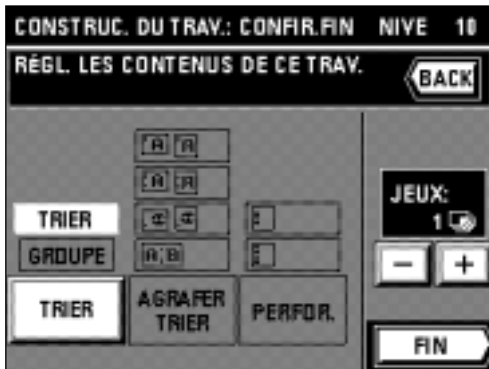 CONSTRUC. DU TRAV.: CONFIR.FIN NIVE 10
RÉGL. LES CONTENUS DE CE TRAV.
BACK
A A
A A
A A
A B
TRIER
GROUPE
TRIER
AGRAFER
TRIER
PERFOR.
JEUX:
1
− +
FIN